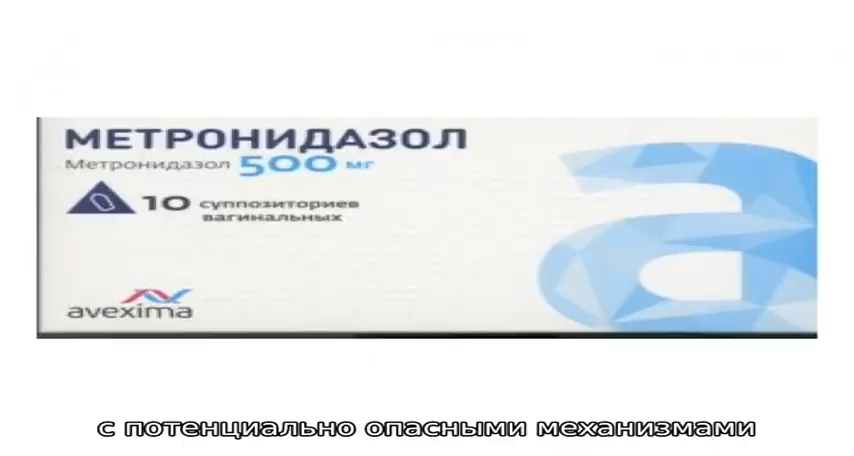 МЕТРОНИДАЗОЛ
Метронидазол 500 мг
10 суппозиториев
вагинальных
avexima
с потенциально опасными механизмами